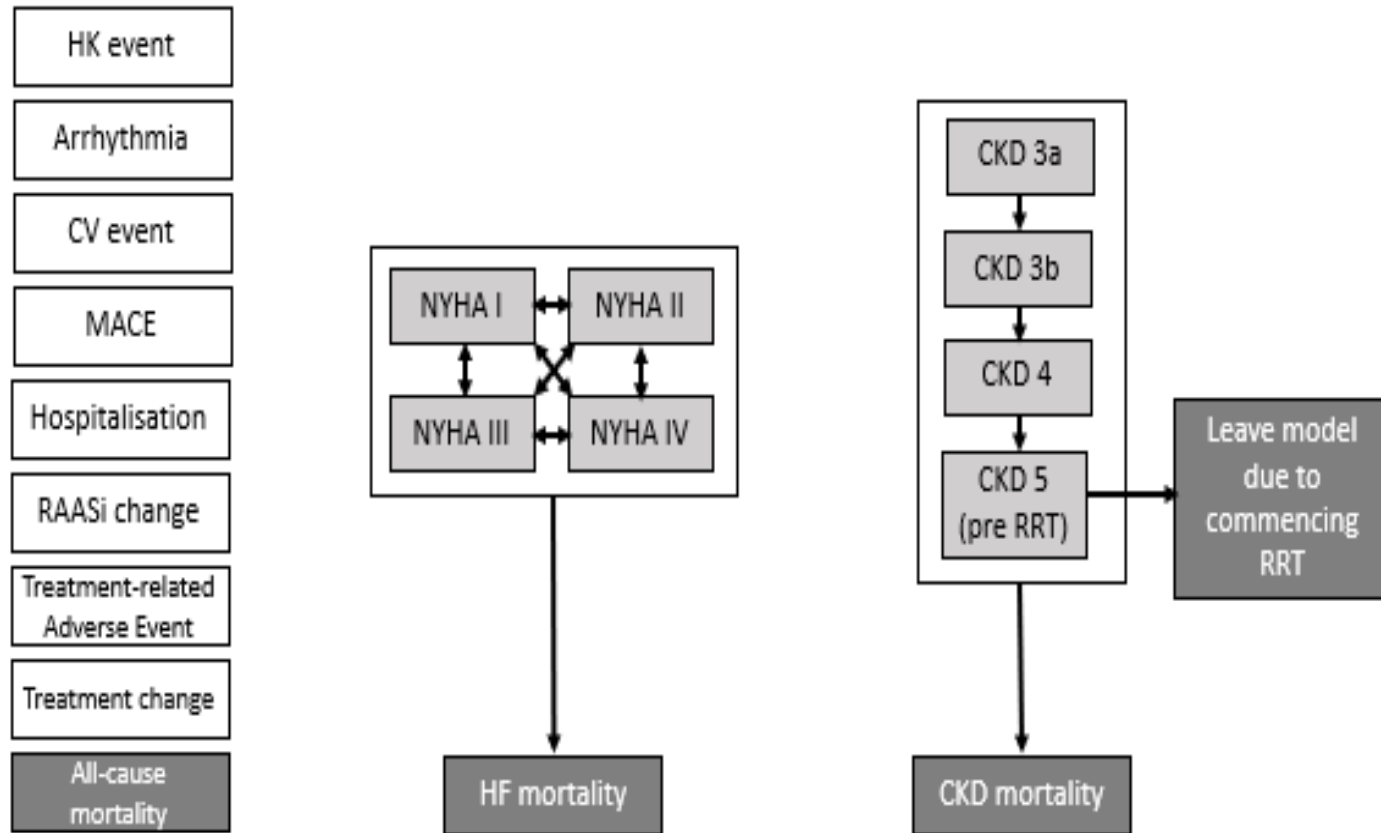 HK event
Arrhythmia
CV event
MACE
Hospitalisation
RAASi change
Treatment-related
Adverse Event
Treatment change
All-cause
mortality
NYHA I
NYHA II
NYHA III
NYHA IV
HF mortality
CKD 3a
CKD 3b
CKD 4
CKD 5
(pre RRT)
Leave model
due to
commencing
RRT
CKD mortality